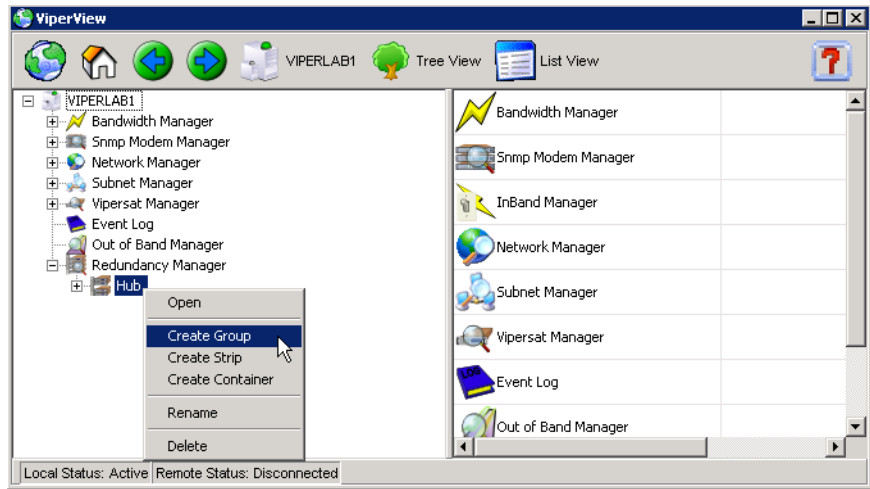 ViperView
VIPERLAB1 Tree View List View
VIPERLAB1
Bandwidth Manager
Snmp Modem Manager
Network Manager
Subnet Manager
Vipersat Manager
Event Log
Out of Band Manager
Redundancy Manager
Hub
Open
Create Group
Create Strip
Create Container
Rename
Delete
Bandwidth Manager
Snmp Modem Manager
InBand Manager
Network Manager
Subnet Manager
Vipersat Manager
LOG
Event Log
Out of Band Manager
Local Status: Active Remote Status: Disconnected